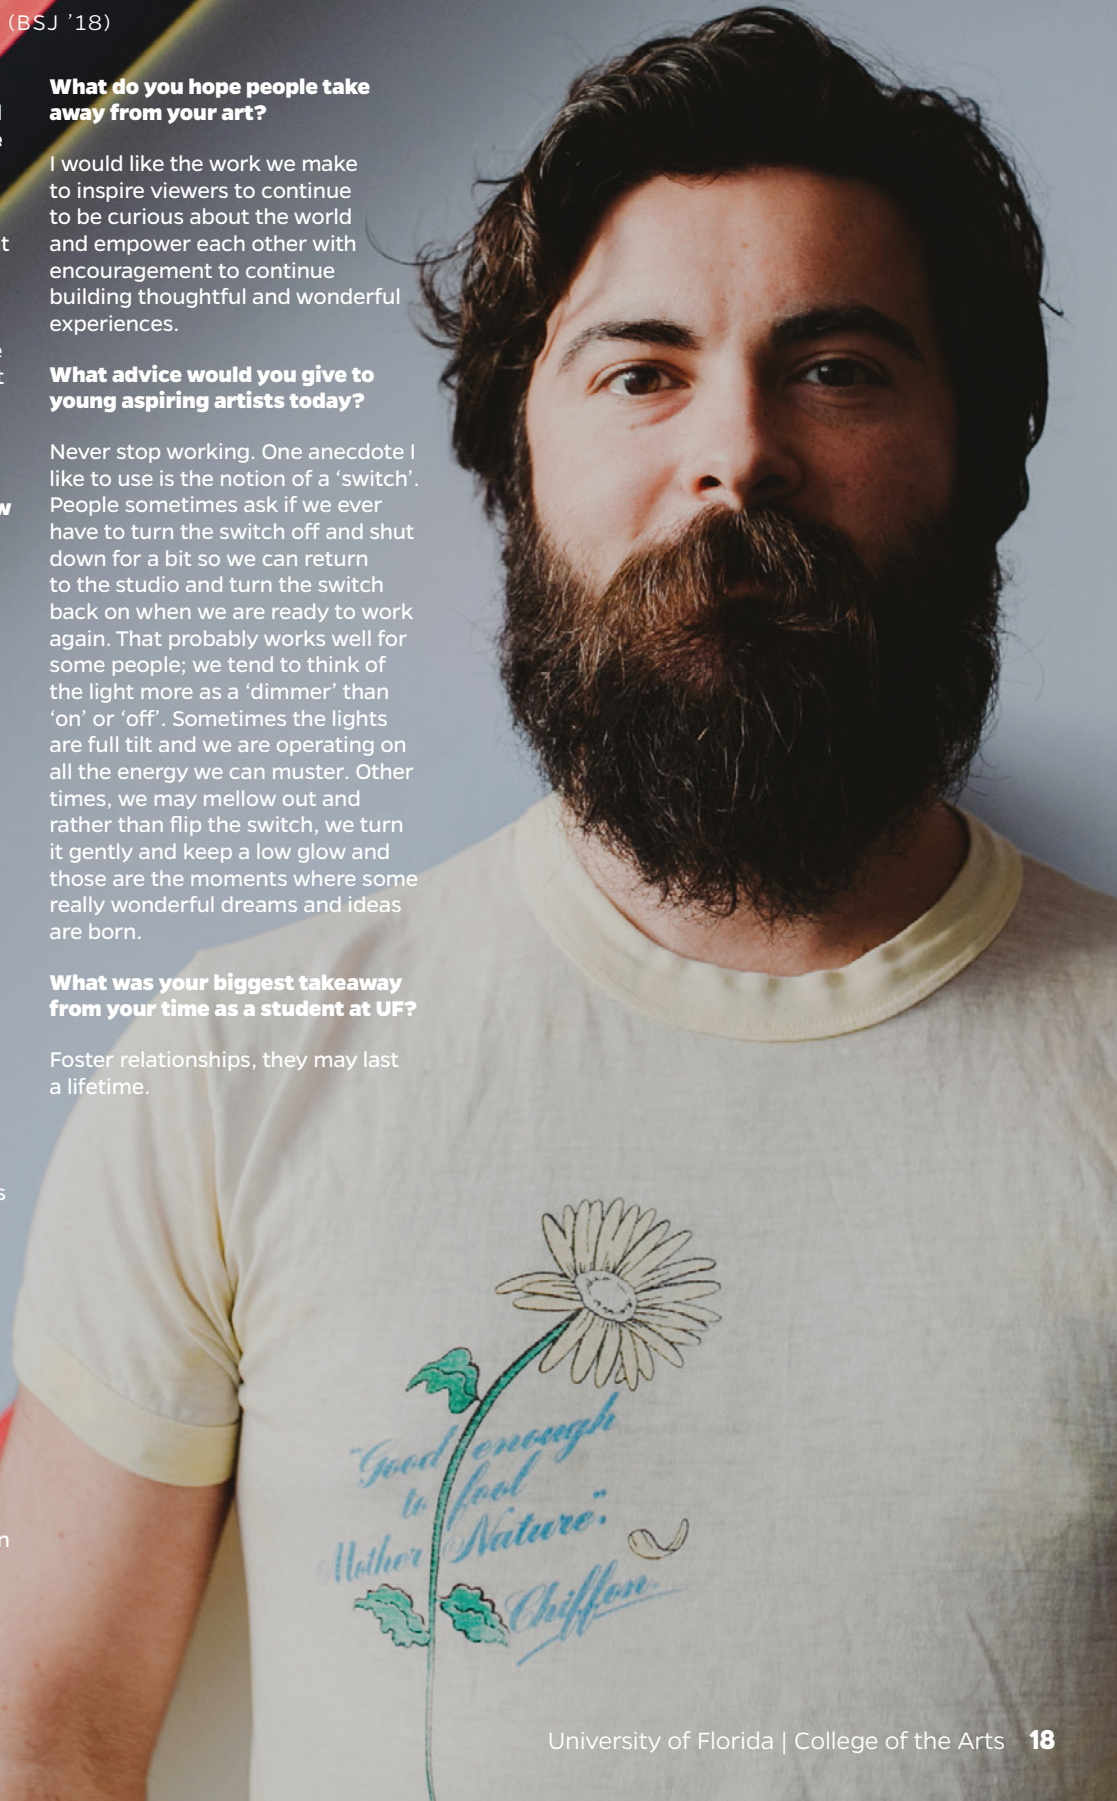 (BSJ ’18)
What do you hope people take
away from your art?
I would like the work we make
to inspire viewers to continue
to be curious about the world
and empower each other with
encouragement to continue
building thoughtful and wonderful
experiences.
What advice would you give to
young aspiring artists today?
Never stop working. One anecdote I
like to use is the notion of a ‘switch’.
People sometimes ask if we ever
have to turn the switch off and shut
down for a bit so we can return
to the studio and turn the switch
back on when we are ready to work
again. That probably works well for
some people; we tend to think of
the light more as a ‘dimmer’ than
‘on’ or ‘off’. Sometimes the lights
are full tilt and we are operating on
all the energy we can muster. Other
times, we may mellow out and
rather than flip the switch, we turn
it gently and keep a low glow and
those are the moments where some
really wonderful dreams and ideas
are born.
What was your biggest takeaway
from your time as a student at UF?
Foster relationships, they may last
a lifetime.
"Good enough
to fool
Mother Nature".
Chiffon.
University of Florida | College of the Arts 18